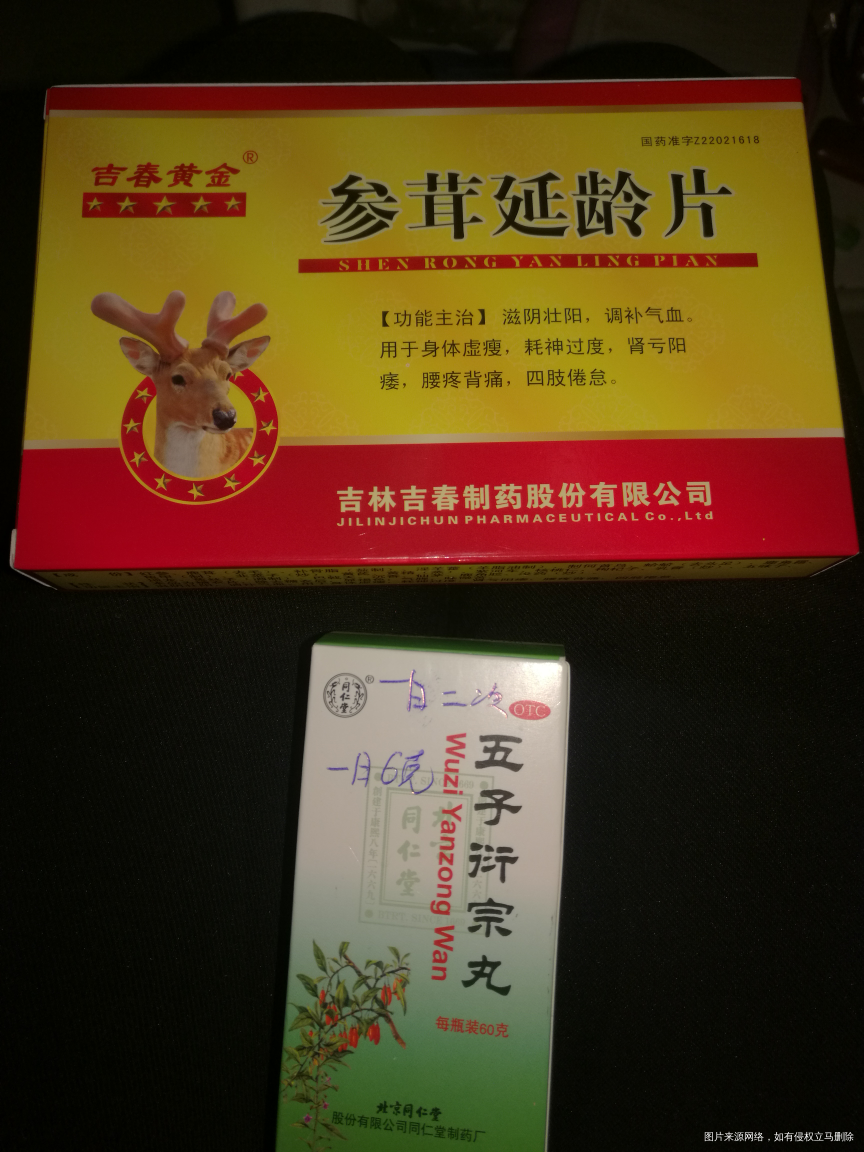 国药准字Z22021618
吉春黄金®
参茸延龄片
SHEN RONG YAN LING PIAN
【功能主治】滋阴壮阳，调补气血。
用于身体虚瘦，耗神过度，肾亏阳
痿，腰疼背痛，四肢倦怠。
吉林吉春制药股份有限公司
JILINJICHUN PHARMACEUTICAL Co.,Ltd
同仁堂
®
一日二次
OTC
一日6克
五子衍宗丸
Wuzi Yanzong Wan
同仁堂
每瓶装60克
北京同仁堂
股份有限公司同仁堂制药厂
图片来源网络，如有侵权立马删除